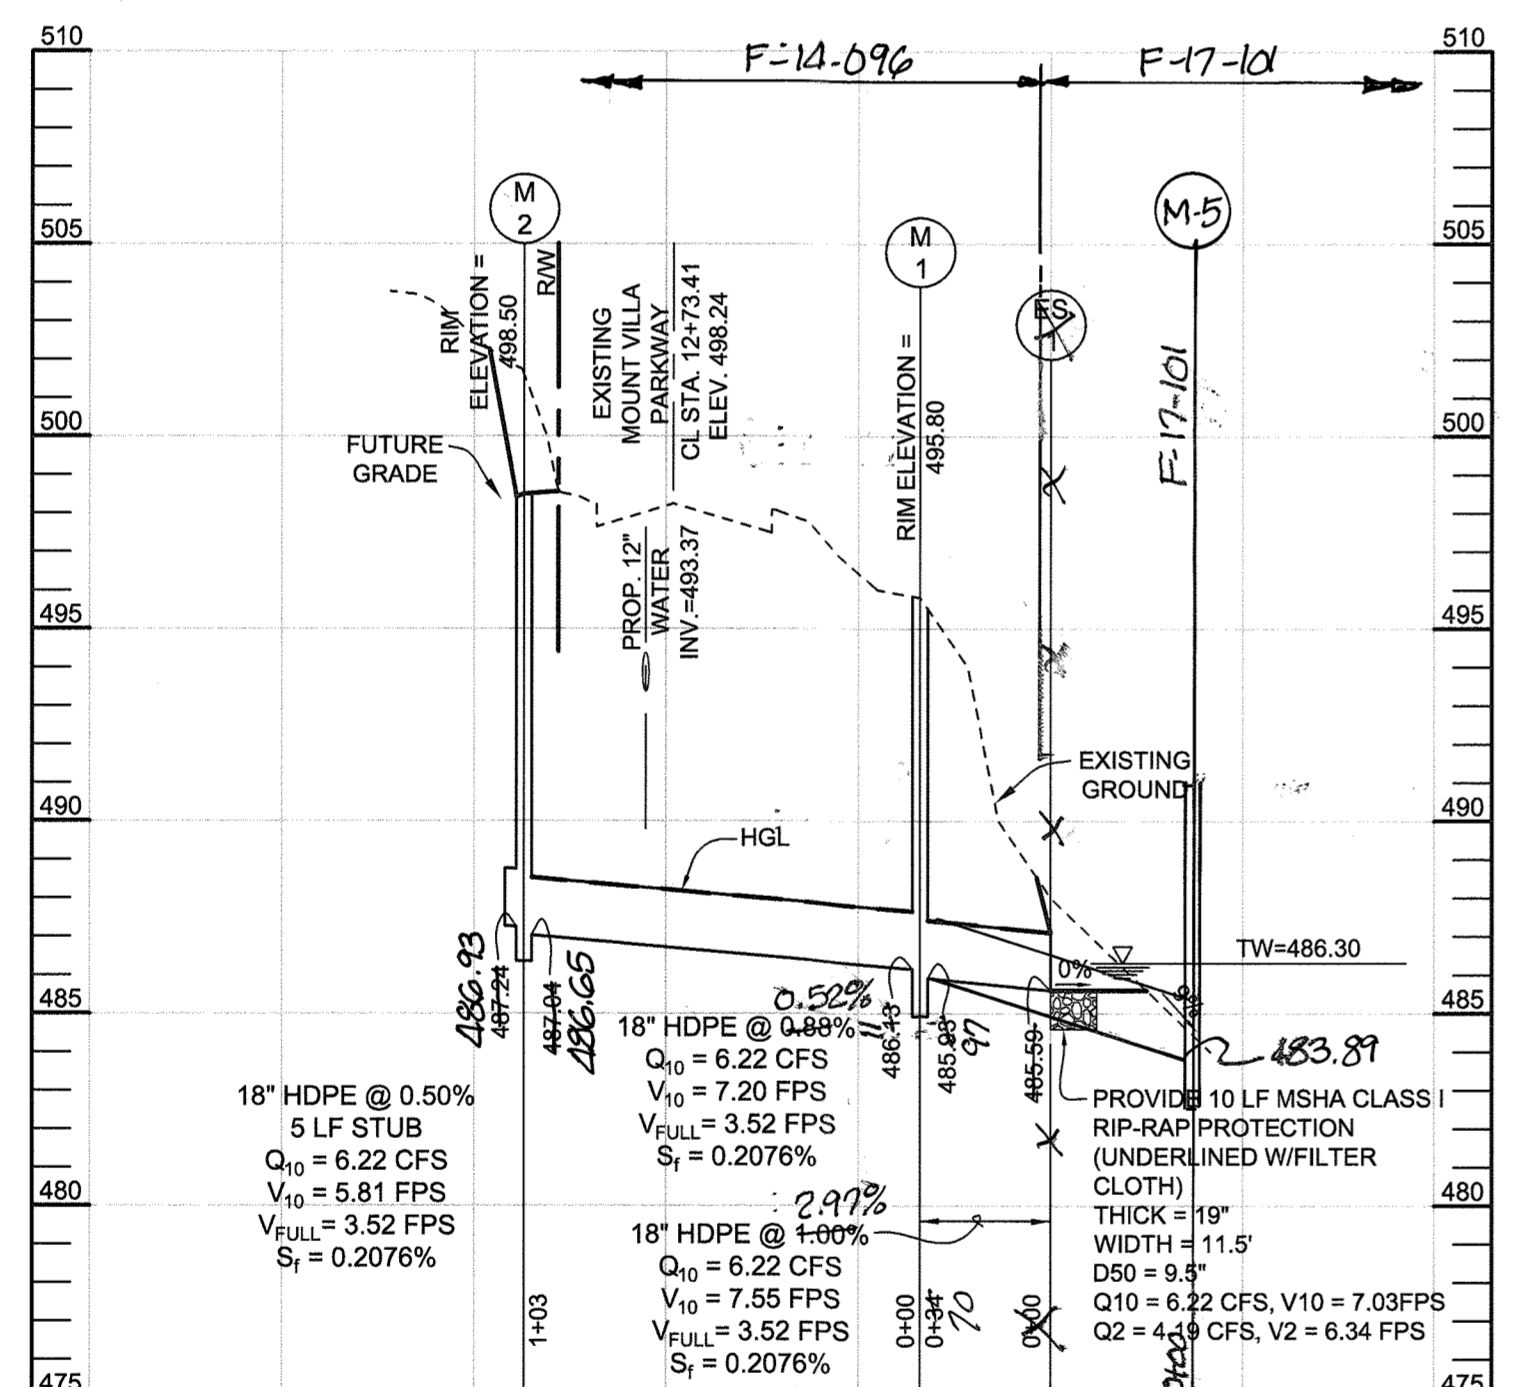 510
510
F-14-096
F-17-101
M
2
M-5
505
505
M
1
ES
1
RIM
ELEVATION =
498.50
R/W
EXISTING
MOUNT VILLA
PARKWAY
CL STA. 12+73.41
ELEV. 498.24
RIM ELEVATION =
495.80
F-17-101
500
500
FUTURE
GRADE
PROP. 12"
WATER
INV.=493.37
495
495
EXISTING
GROUND
490
490
HGL
TW=486.30
0%
485
485
486.93
487.24
487.04
486.65
486.13
11
485.93
97
485.59
483.89
0.52%
18" HDPE @ 0.88%
Q10 = 6.22 CFS
V10 = 7.20 FPS
VFULL= 3.52 FPS
Sf = 0.2076%
18" HDPE @ 0.50%
5 LF STUB
Q10 = 6.22 CFS
V10 = 5.81 FPS
VFULL= 3.52 FPS
Sf = 0.2076%
PROVIDE 10 LF MSHA CLASS I
RIP-RAP PROTECTION
(UNDERLINED W/FILTER
CLOTH)
THICK = 19"
WIDTH = 11.5'
D50 = 9.5"
Q10 = 6.22 CFS, V10 = 7.03FPS
Q2 = 4.19 CFS, V2 = 6.34 FPS
480
480
2.97%
18" HDPE @ 1.00%
Q10 = 6.22 CFS
V10 = 7.55 FPS
VFULL= 3.52 FPS
Sf = 0.2076%
1+03
0+00
0+34
70
0+00
0+00
475
475